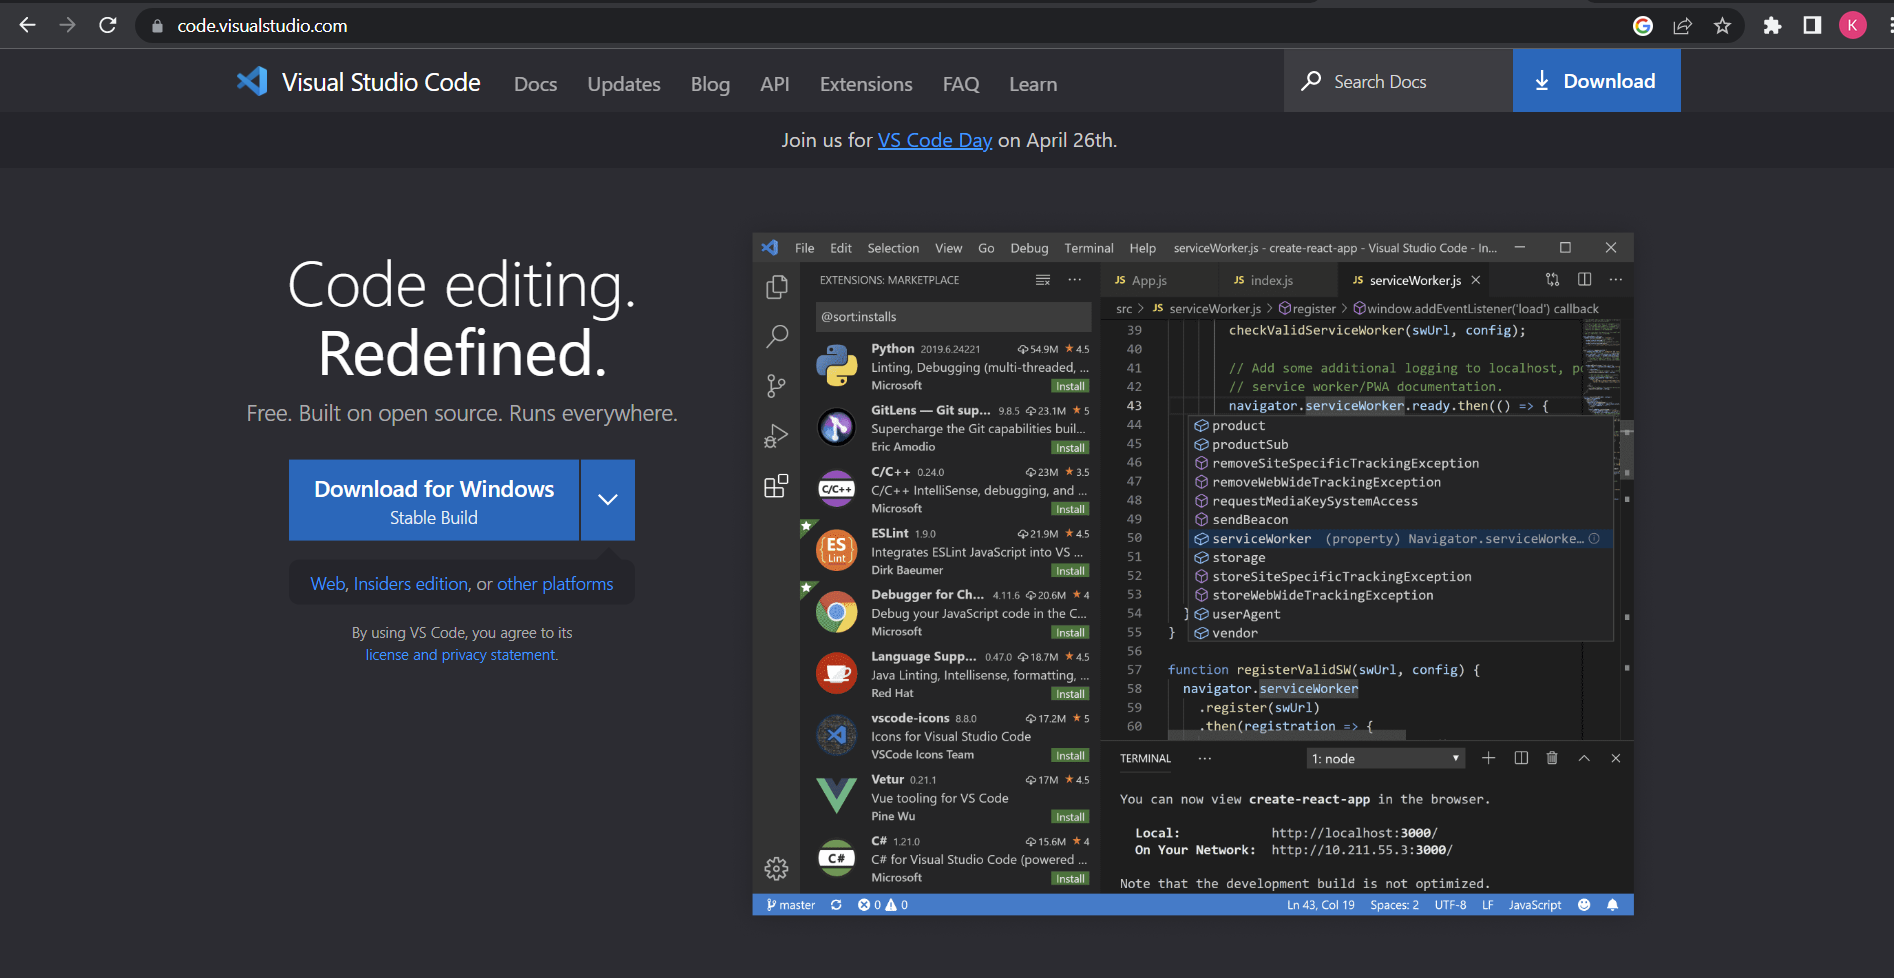 code.visualstudio.com
K
Visual Studio Code Docs Updates Blog API Extensions FAQ Learn Search Docs Download
Join us for VS Code Day on April 26th.
Code editing.
Redefined.
Free. Built on open source. Runs everywhere.
Download for Windows
Stable Build
Web, Insiders edition, or other platforms
By using VS Code, you agree to its
license and privacy statement.
File Edit Selection View Go Debug Terminal Help serviceWorker.js - create-react-app - Visual Studio Code - In...
EXTENSIONS: MARKETPLACE
@sort:installs
Python 2019.6.24221 54.9M 4.5
Linting, Debugging (multi-threaded, ...
Microsoft Install
GitLens — Git sup... 9.8.5 23.1M 5
Supercharge the Git capabilities buil...
Eric Amodio Install
C/C++
C/C++ 0.24.0 23M 3.5
C/C++ IntelliSense, debugging, and ...
Microsoft Install
ES
Lint
ESLint 1.9.0 21.9M 4.5
Integrates ESLint JavaScript into VS ...
Dirk Baeumer Install
Debugger for Ch... 4.11.6 20.6M 4
Debug your JavaScript code in the C...
Microsoft Install
Language Supp... 0.47.0 18.7M 4.5
Java Linting, Intellisense, formatting, ...
Red Hat Install
vscode-icons 8.8.0 17.2M 5
Icons for Visual Studio Code
VSCode Icons Team Install
Vetur 0.21.1 17M 4.5
Vue tooling for VS Code
Pine Wu Install
C#
C# 1.21.0 15.6M 4
C# for Visual Studio Code (powered ...
Microsoft Install
JS App.js JS index.js JS serviceWorker.js
src > JS serviceWorker.js > register > window.addEventListener('load') callback
39 checkValidServiceWorker(swUrl, config);
40
41 // Add some additional logging to localhost, po
42 // service worker/PWA documentation.
43 navigator.serviceWorker.ready.then(() => {
44 product
45 productSub
46 removeSiteSpecificTrackingException
47 removeWebWideTrackingException
48 requestMediaKeySystemAccess
49 sendBeacon
50 serviceWorker (property) Navigator.serviceWorke...
51 storage
52 storeSiteSpecificTrackingException
53 storeWebWideTrackingException
54 } userAgent
55 } vendor
56
57 function registerValidSW(swUrl, config) {
58 navigator.serviceWorker
59 .register(swUrl)
60 .then(registration => {
TERMINAL ... 1: node
You can now view create-react-app in the browser.
Local: http://localhost:3000/
On Your Network: http://10.211.55.3:3000/
Note that the development build is not optimized.
master 0 0 Ln 43, Col 19 Spaces: 2 UTF-8 LF JavaScript